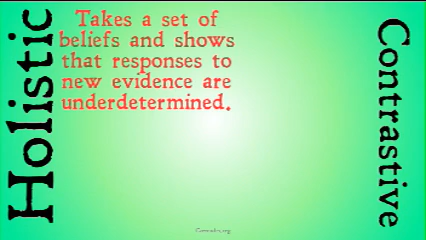 Holistic
Takes a set of
beliefs and shows
that responses to
new evidence are
underdetermined.
Contrastive